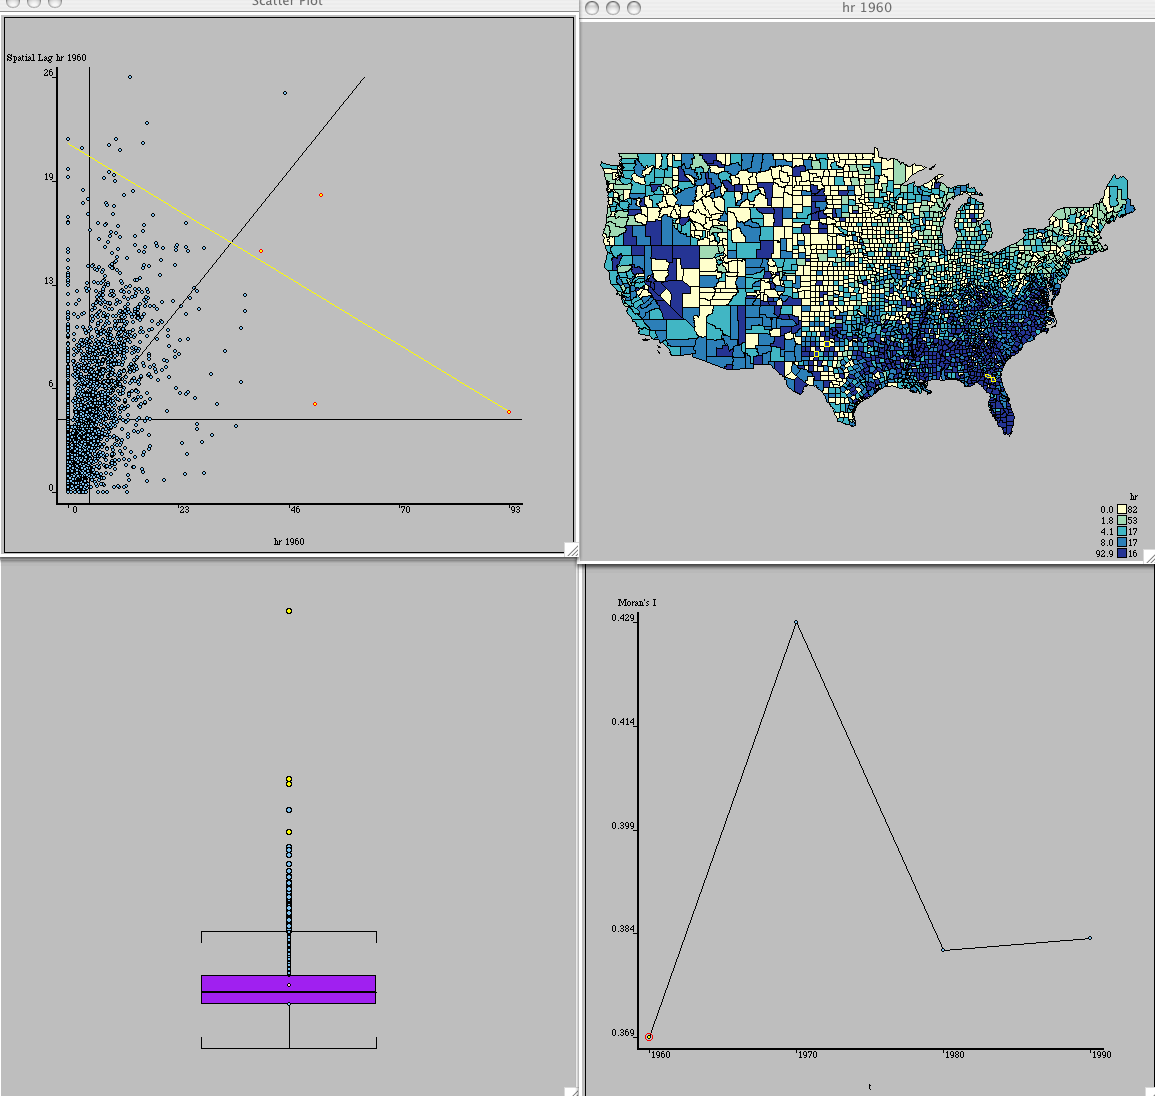 Scatter Plot
Spatial Lag hr 1960
26
19
13
6
0
0 23 46 70 93
hr 1960
hr 1960
hr
0.0 82
1.8 53
4.1 17
8.0 17
92.9 16
Moran's I
0.429
0.414
0.399
0.384
0.369
1960 1970 1980 1990
t